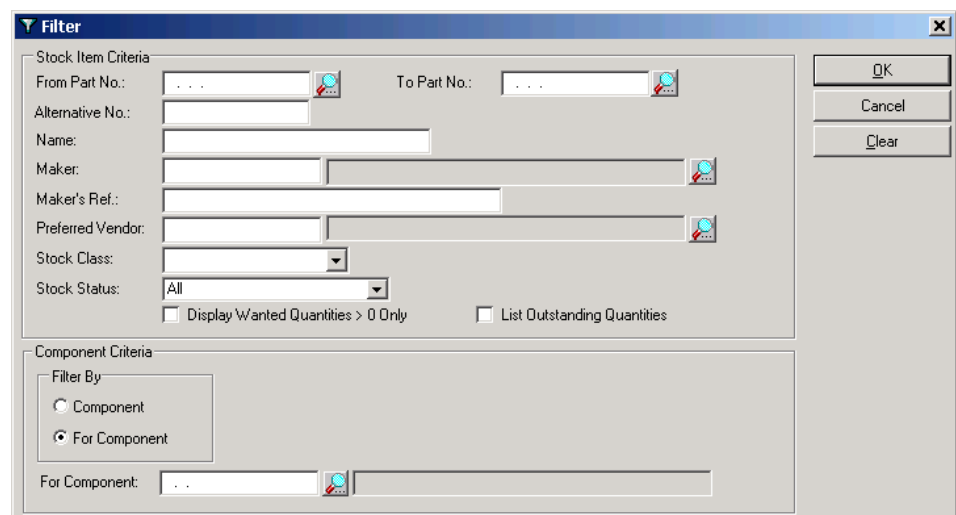 Filter
Stock Item Criteria
From Part No.: . . . To Part No.: . . .
OK
Alternative No.:
Cancel
Name:
Clear
Maker:
Maker's Ref.:
Preferred Vendor:
Stock Class:
Stock Status: All
Display Wanted Quantities > 0 Only List Outstanding Quantities
Component Criteria
Filter By
Component
For Component
For Component: . .